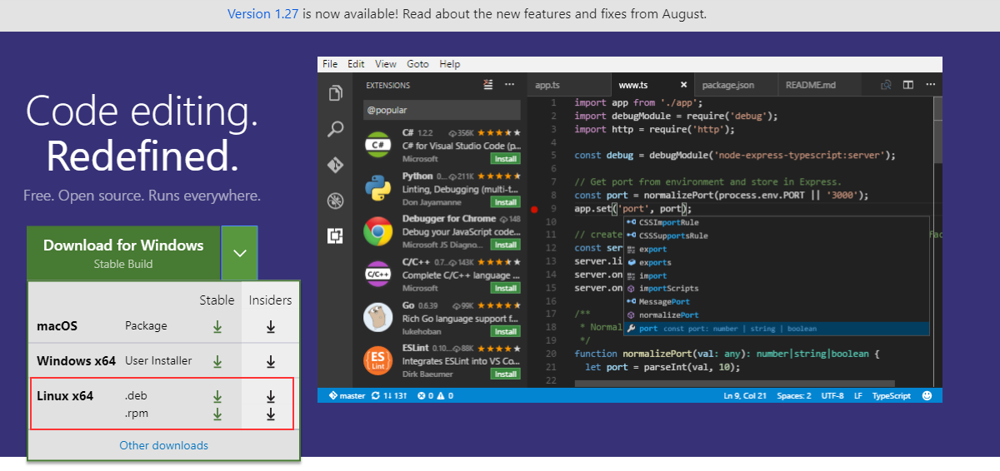 Version 1.27 is now available! Read about the new features and fixes from August.
Code editing.
Redefined.
Free. Open source. Runs everywhere.
Download for Windows
Stable Build
Stable Insiders
macOS Package
Windows x64 User Installer
Linux x64 .deb
.rpm
Other downloads
File Edit View Goto Help
EXTENSIONS
@popular
C# 1.2.2 356K
C# for Visual Studio Code (p...
Microsoft Install
Python 0.... 211K
Linting, Debugging (multi-t...
Don Jayamanne Install
Debugger for Chrome 148
Debug your JavaScript code...
Microsoft JS Diagno... Install
C/C++ 0.7... 143K
Complete C/C++ language ...
Microsoft Install
Go 0.6.39 99K
Rich Go language support f...
lukehoban Install
ESLint 0.10... 88K
Integrates ESLint into VS Co...
Dirk Baeumer Install
C#
C/C++
ES
Lint
app.ts www.ts package.json README.md
1 import app from './app';
2 import debugModule = require('debug');
3 import http = require('http');
4
5 const debug = debugModule('node-express-typescript:server');
6
7 // Get port from environment and store in Express.
8 const port = normalizePort(process.env.PORT || '3000');
9 app.set('port', port);
10
11 // create
12 const ser
13 server.li
14 server.on
15 server.on
16
17 /**
18 * Normal
19 */
20 function normalizePort(val: any): number|string|boolean {
21 let port = parseInt(val, 10);
22
CSSImportRule
CSSSupportsRule
export
exports
import
importScripts
MessagePort
normalizePort
port const port: number | string | boolean
master 1↓ 13↑ 0 0 Ln 9, Col 21 Spaces: 2 UTF-8 LF TypeScript